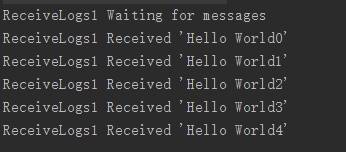 ReceiveLogs1 Waiting for messages
ReceiveLogs1 Received 'Hello World0'
ReceiveLogs1 Received 'Hello World1'
ReceiveLogs1 Received 'Hello World2'
ReceiveLogs1 Received 'Hello World3'
ReceiveLogs1 Received 'Hello World4'